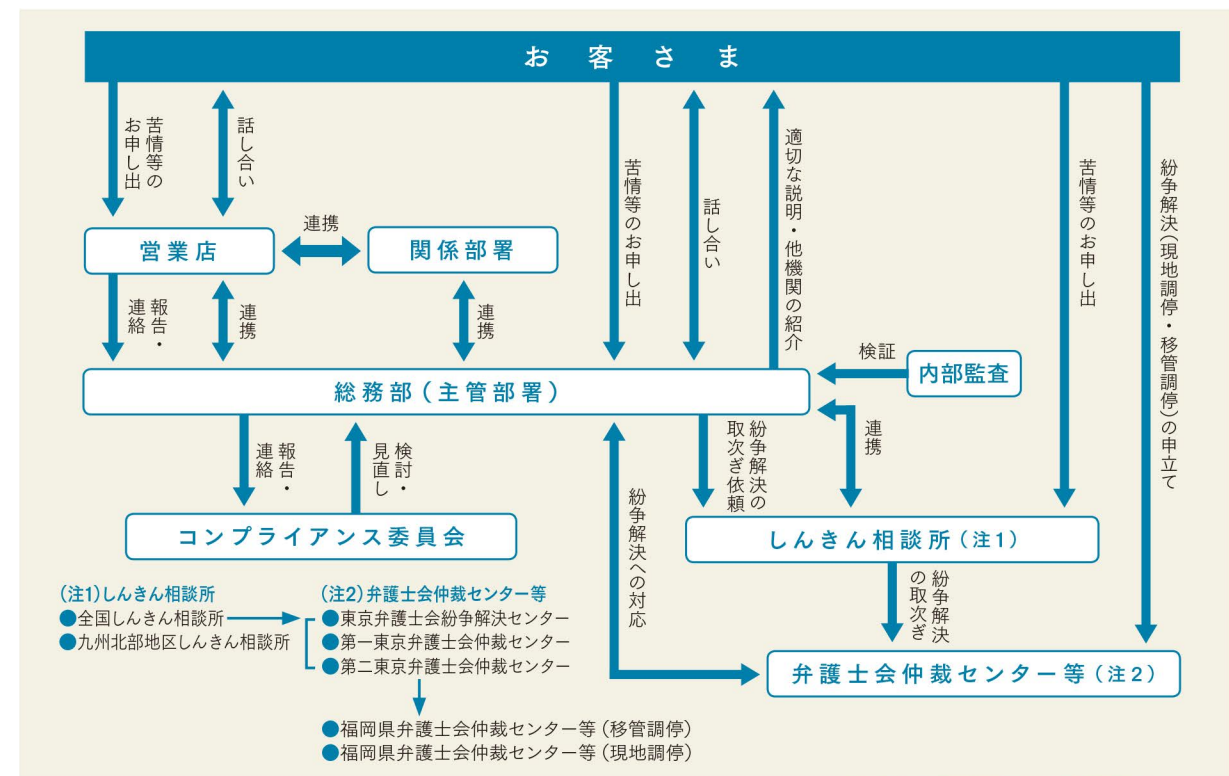 お客さま
苦情等の
お申し出
話し合い
苦情等のお申し出
話し合い
適切な説明・他機関の紹介
苦情等のお申し出
紛争解決(現地調停・移管調停)の申立て
営業店
連携
関係部署
報告・
連絡
連携
連携
検証
内部監査
総務部(主管部署)
報告・
連絡
検討・
見直し
紛争解決への対応
紛争解決の
取次ぎ依頼
連携
コンプライアンス委員会
しんきん相談所(注1)
紛争解決
の取次ぎ
弁護士会仲裁センター等(注2)
(注1)しんきん相談所
●全国しんきん相談所
●九州北部地区しんきん相談所
(注2)弁護士会仲裁センター等
●東京弁護士会紛争解決センター
●第一東京弁護士会仲裁センター
●第二東京弁護士会仲裁センター
●福岡県弁護士会仲裁センター等(移管調停)
●福岡県弁護士会仲裁センター等(現地調停)